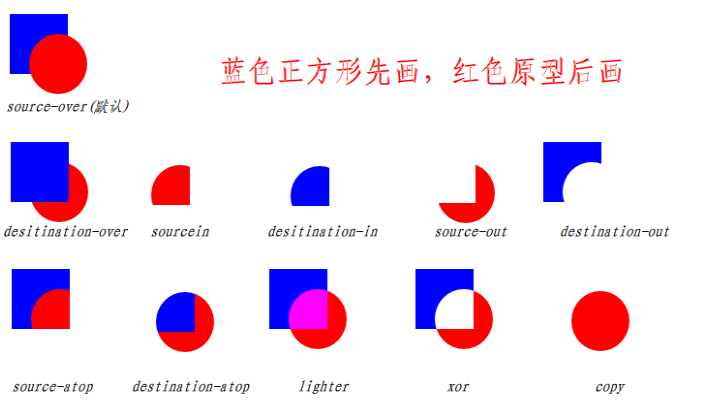 蓝色正方形先画，红色原型后画
source-over(默认)
desitination-over sourcein desitination-in source-out destination-out
source-atop destination-atop lighter xor copy